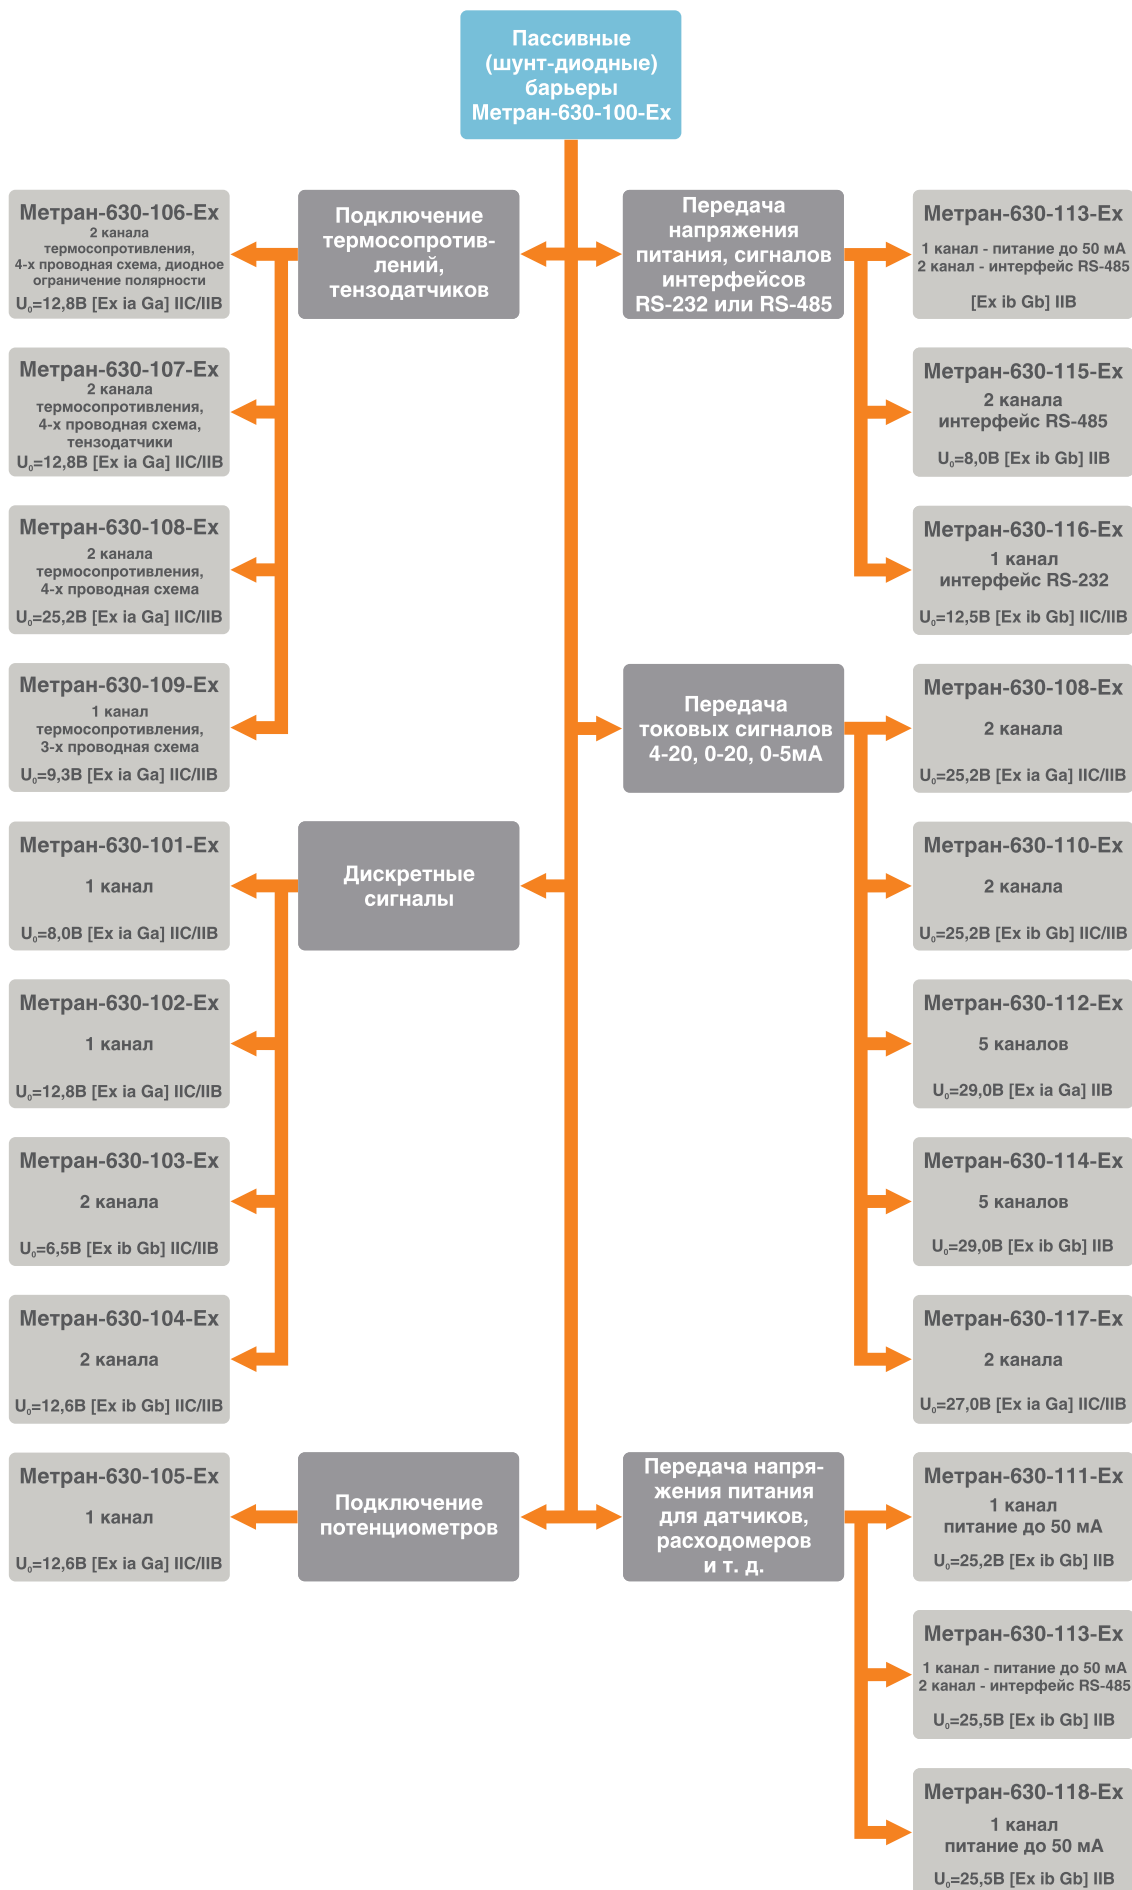 Пассивные
(шунт-диодные)
барьеры
Метран-630-100-Ex
Подключение
термосопротив-
лений,
тензодатчиков
Метран-630-106-Ex
2 канала
термосопротивления,
4-х проводная схема, диодное
ограничение полярности
U₀=12,8В [Ex ia Ga] IIC/IIB
Метран-630-107-Ex
2 канала
термосопротивления,
4-х проводная схема,
тензодатчики
U₀=12,8В [Ex ia Ga] IIC/IIB
Метран-630-108-Ex
2 канала
термосопротивления,
4-х проводная схема
U₀=25,2В [Ex ia Ga] IIC/IIB
Метран-630-109-Ex
1 канал
термосопротивления,
3-х проводная схема
U₀=9,3В [Ex ia Ga] IIC/IIB
Дискретные
сигналы
Метран-630-101-Ex
1 канал
U₀=8,0В [Ex ia Ga] IIC/IIB
Метран-630-102-Ex
1 канал
U₀=12,8В [Ex ia Ga] IIC/IIB
Метран-630-103-Ex
2 канала
U₀=6,5В [Ex ib Gb] IIC/IIB
Метран-630-104-Ex
2 канала
U₀=12,6В [Ex ib Gb] IIC/IIB
Подключение
потенциометров
Метран-630-105-Ex
1 канал
U₀=12,6В [Ex ia Ga] IIC/IIB
Передача
напряжения
питания, сигналов
интерфейсов
RS-232 или RS-485
Метран-630-113-Ex
1 канал - питание до 50 мА
2 канал - интерфейс RS-485
[Ex ib Gb] IIB
Метран-630-115-Ex
2 канала
интерфейс RS-485
U₀=8,0В [Ex ib Gb] IIB
Метран-630-116-Ex
1 канал
интерфейс RS-232
U₀=12,5В [Ex ib Gb] IIC/IIB
Передача
токовых сигналов
4-20, 0-20, 0-5мА
Метран-630-108-Ex
2 канала
U₀=25,2В [Ex ia Ga] IIC/IIB
Метран-630-110-Ex
2 канала
U₀=25,2В [Ex ib Gb] IIC/IIB
Метран-630-112-Ex
5 каналов
U₀=29,0В [Ex ia Ga] IIB
Метран-630-114-Ex
5 каналов
U₀=29,0В [Ex ib Gb] IIB
Метран-630-117-Ex
2 канала
U₀=27,0В [Ex ia Ga] IIC/IIB
Передача напря-
жения питания
для датчиков,
расходомеров
и т. д.
Метран-630-111-Ex
1 канал
питание до 50 мА
U₀=25,2В [Ex ib Gb] IIB
Метран-630-113-Ex
1 канал - питание до 50 мА
2 канал - интерфейс RS-485
U₀=25,5В [Ex ib Gb] IIB
Метран-630-118-Ex
1 канал
питание до 50 мА
U₀=25,5В [Ex ib Gb] IIB